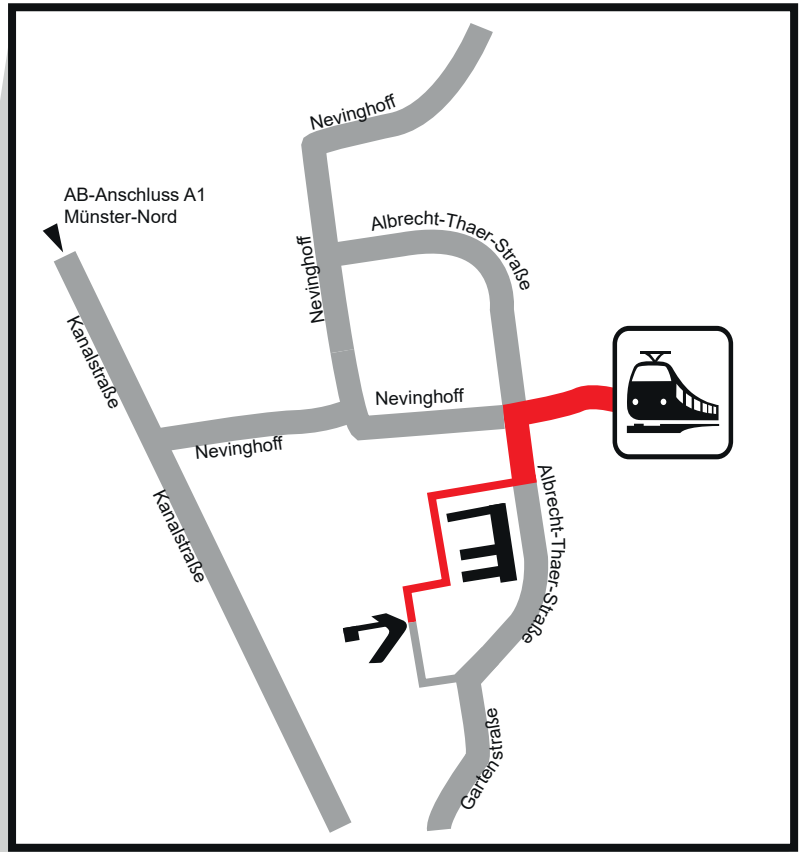 Nevinghoff
AB-Anschluss A1
Münster-Nord
Albrecht-Thaer-Straße
Nevinghoff
Kanalstraße
Nevinghoff
Nevinghoff
Albrecht-Thaer-Straße
Kanalstraße
Gartenstraße